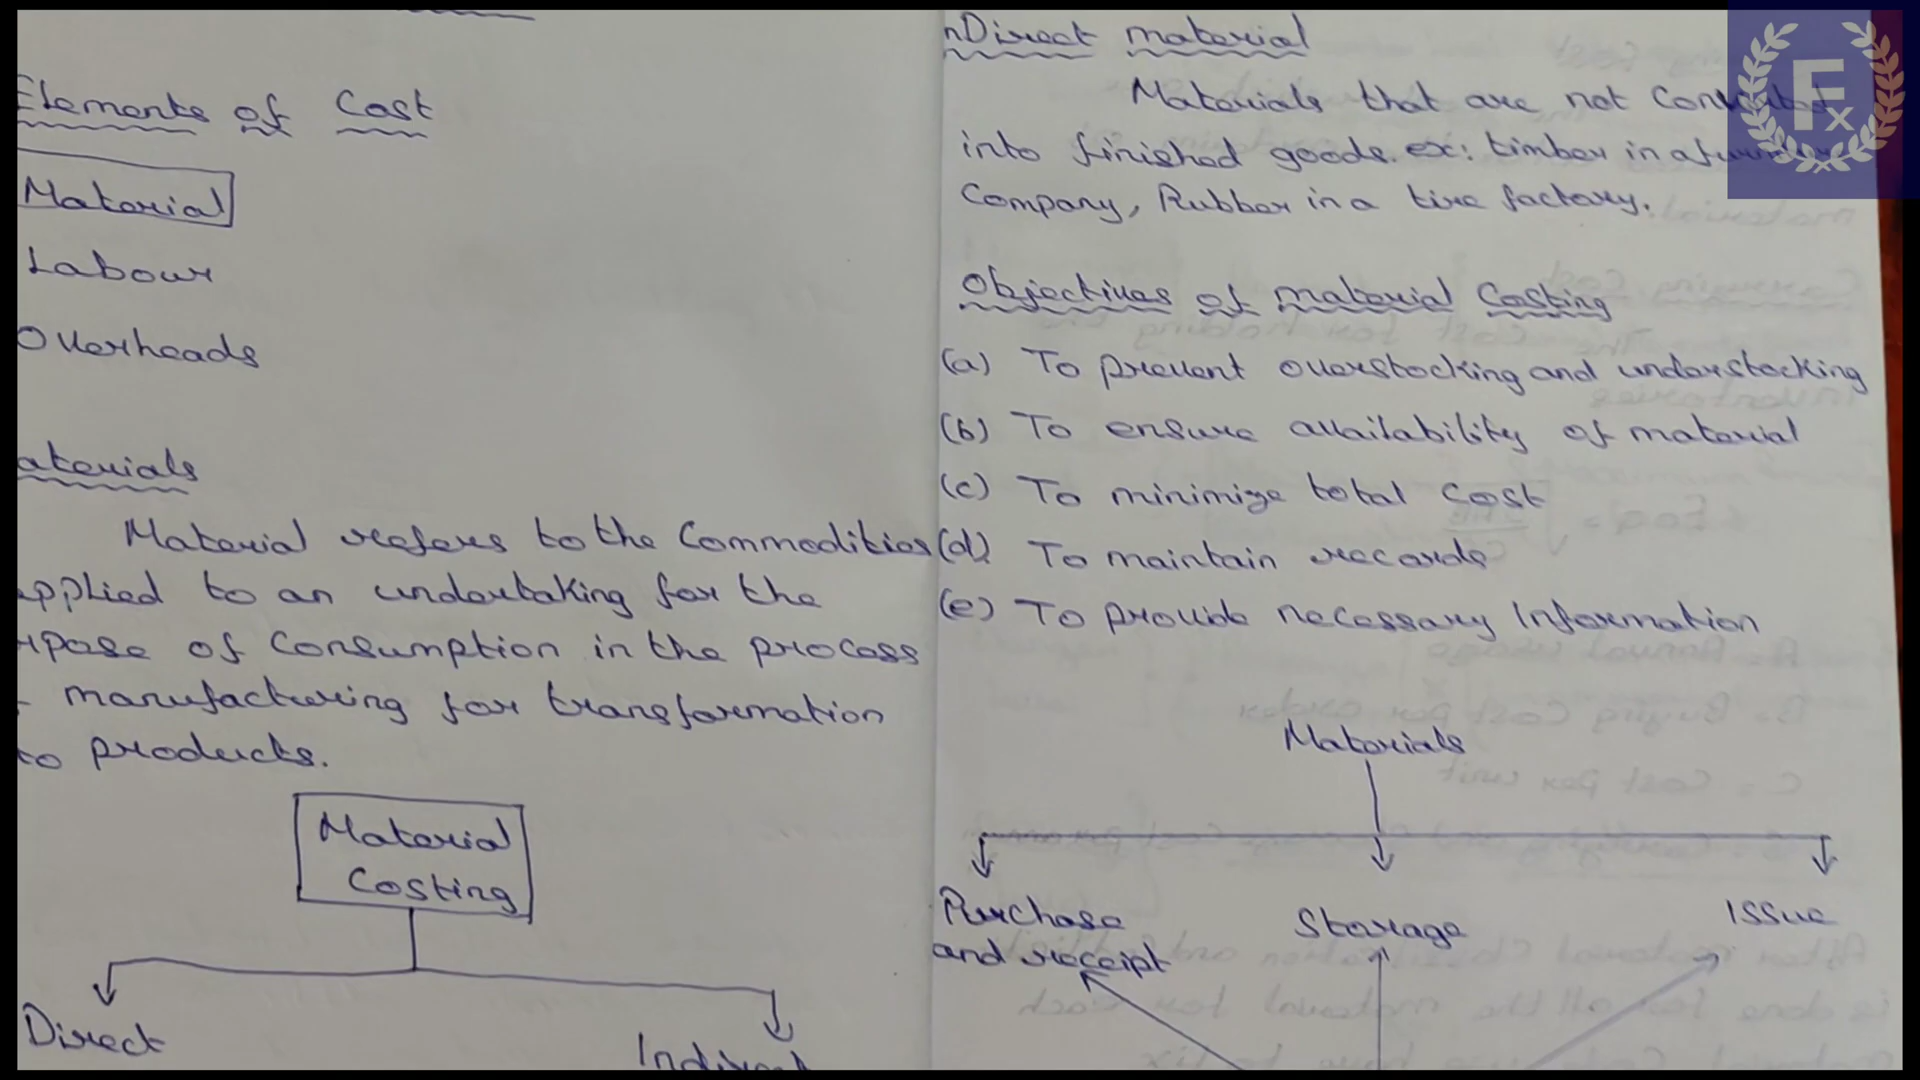 Elements of Cost
Material
Labour
Overheads
aterials
Material refers to the Commodities
applied to an undertaking for the
rpose of Consumption in the process
manufacturing for transformation
to products.
Material
Costing
Direct
Indirect
nDirect material
Materials that are not
into finished goods. ex: timber in a
Company, Rubber in a tire factory.
Objectives of material Costing
(a) To prevent overstocking and understocking
(b) To ensure availability of material
(c) To minimize total cost
(d) To maintain records
(e) To provide necessary Information
Materials
Purchase
and receipt
Storage
Issue
Fx